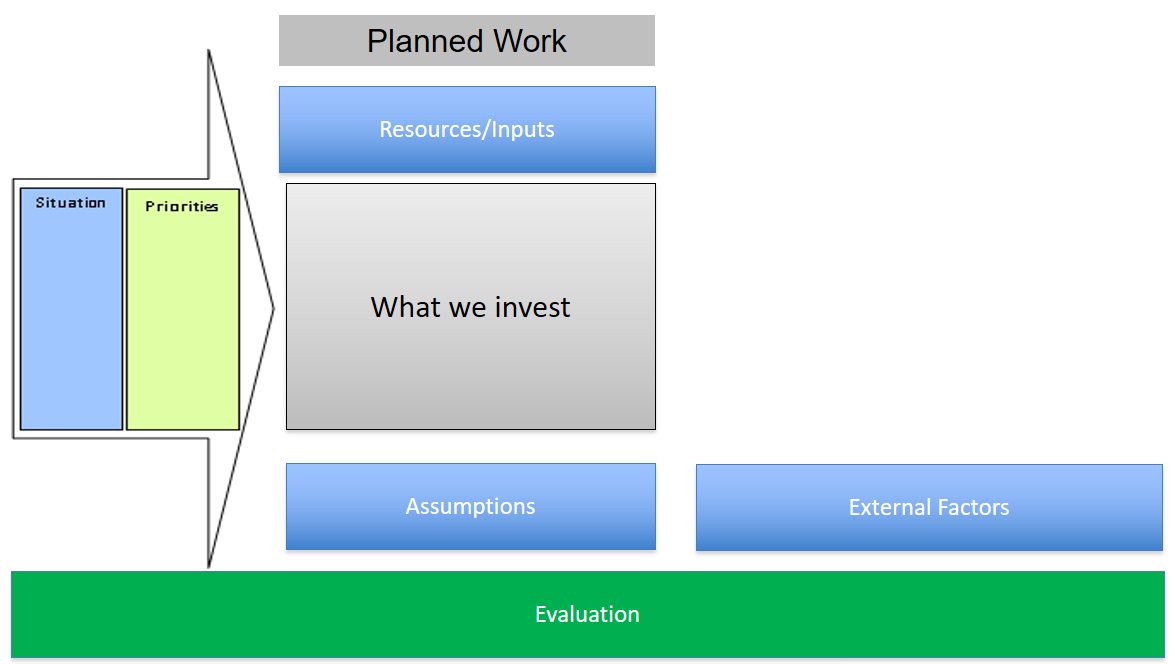 Planned Work
Resources/Inputs
Situation
Priorities
What we invest
Assumptions
External Factors
Evaluation